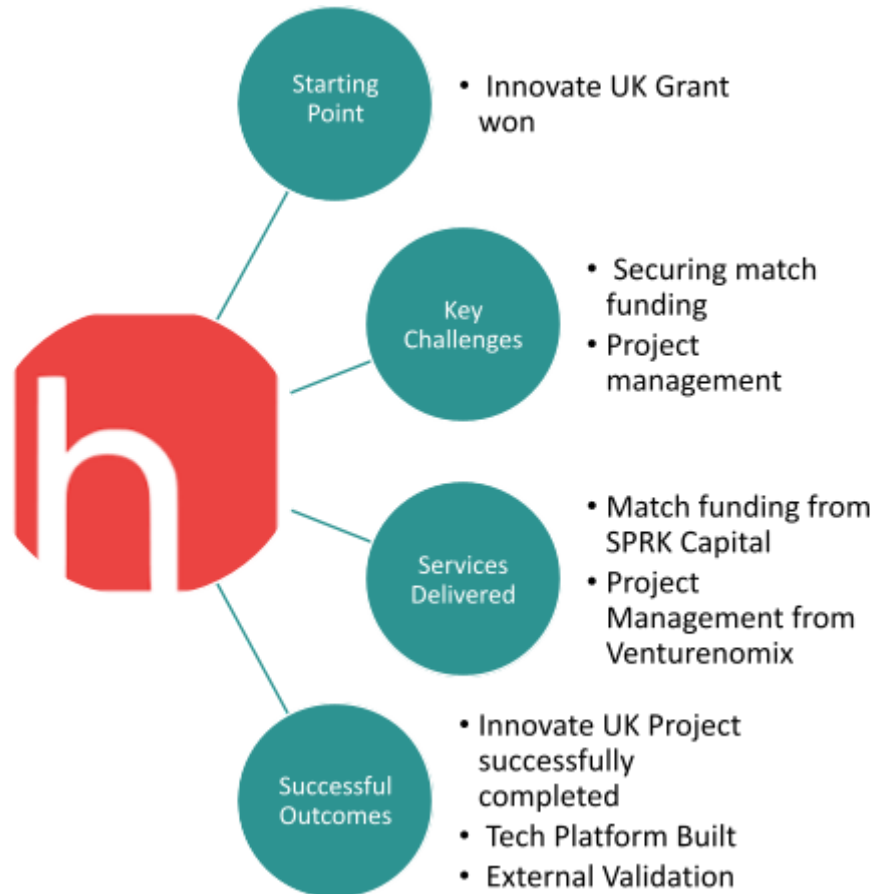 Starting
Point
• Innovate UK Grant
won
Key
Challenges
• Securing match
funding
• Project
management
h
Services
Delivered
• Match funding from
SPRK Capital
• Project
Management from
Venturenomix
Successful
Outcomes
• Innovate UK Project
successfully
completed
• Tech Platform Built
• External Validation